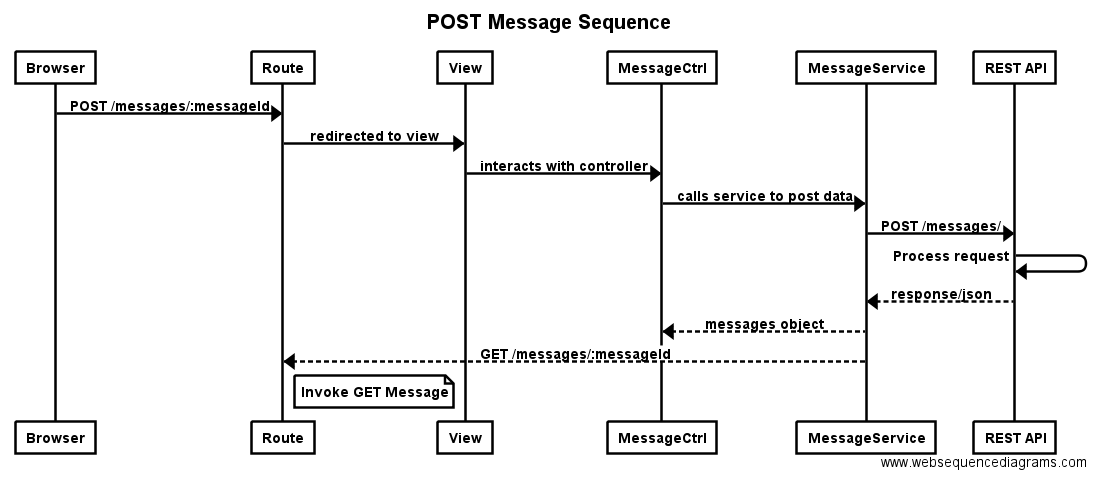 POST Message Sequence
Browser Route View MessageCtrl MessageService REST API
POST /messages/:messageId
redirected to view
interacts with controller
calls service to post data
POST /messages/
Process request
response/json
messages object
GET /messages/:messageId
Invoke GET Message
Browser Route View MessageCtrl MessageService REST API
www.websequencediagrams.com